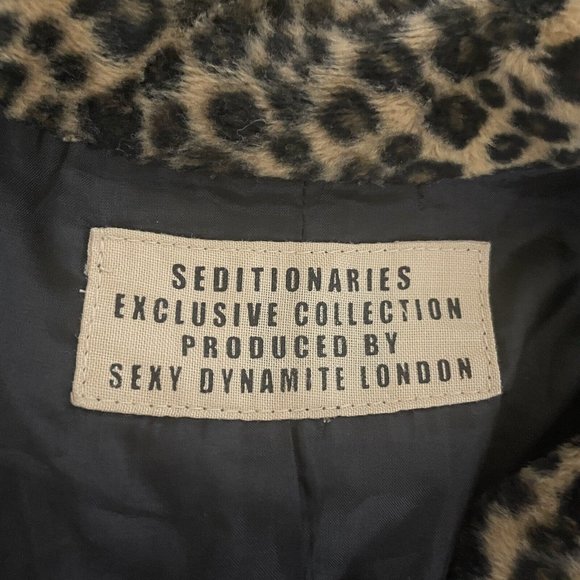 SEDITIONARIES
EXCLUSIVE COLLECTION
PRODUCED BY
SEXY DYNAMITE LONDON